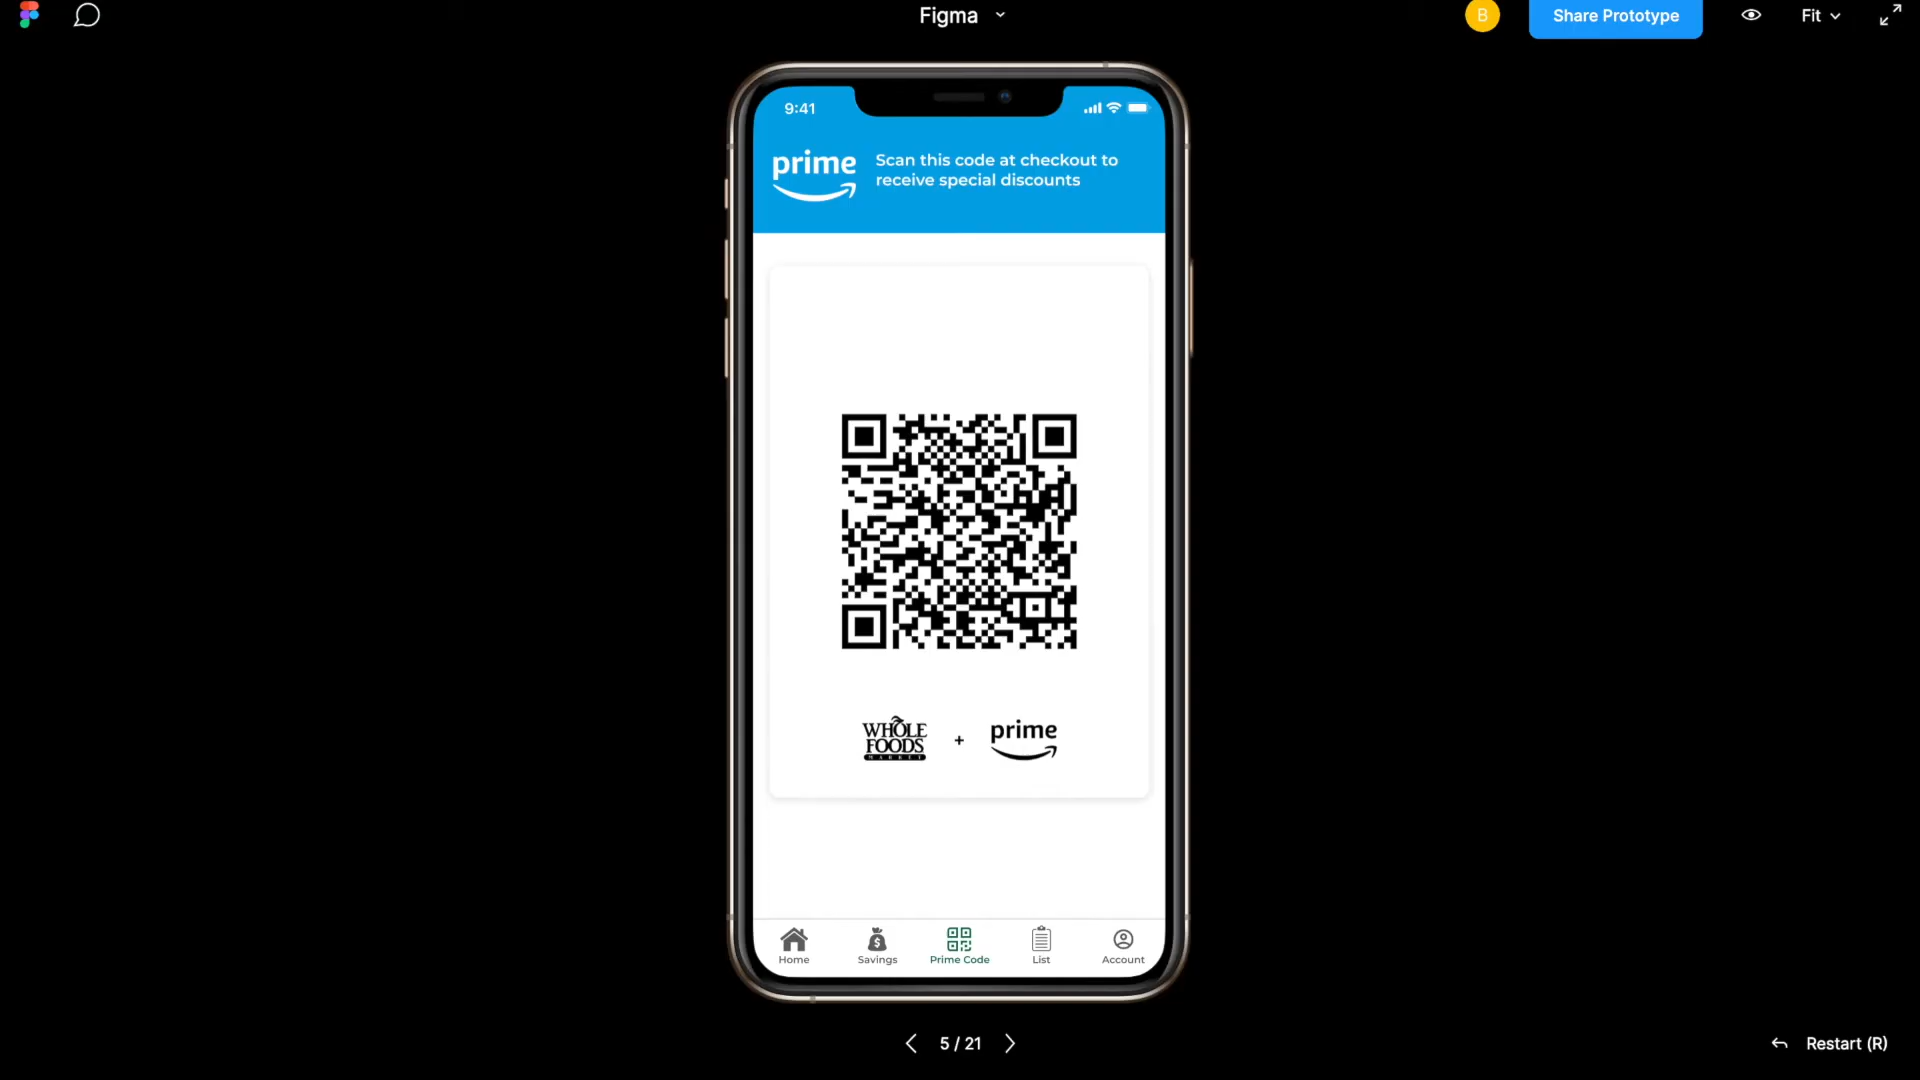 Figma
B
Share Prototype
Fit
9:41
prime
Scan this code at checkout to
receive special discounts
WHOLE
FOODS
MARKET
+
prime
Home
Savings
Prime Code
List
Account
5 / 21
Restart (R)